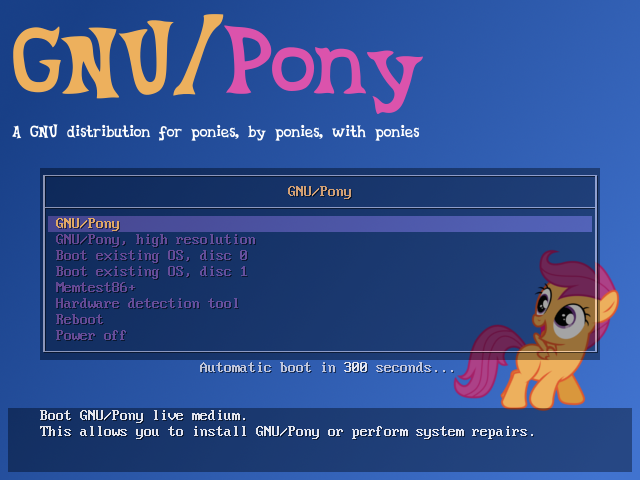 GNU/Pony
A GNU distribution for ponies, by ponies, with ponies
GNU/Pony
GNU/Pony
GNU/Pony, high resolution
Boot existing OS, disc 0
Boot existing OS, disc 1
Memtest86+
Hardware detection tool
Reboot
Power off
Automatic boot in 300 seconds...
Boot GNU/Pony live medium.
This allows you to install GNU/Pony or perform system repairs.